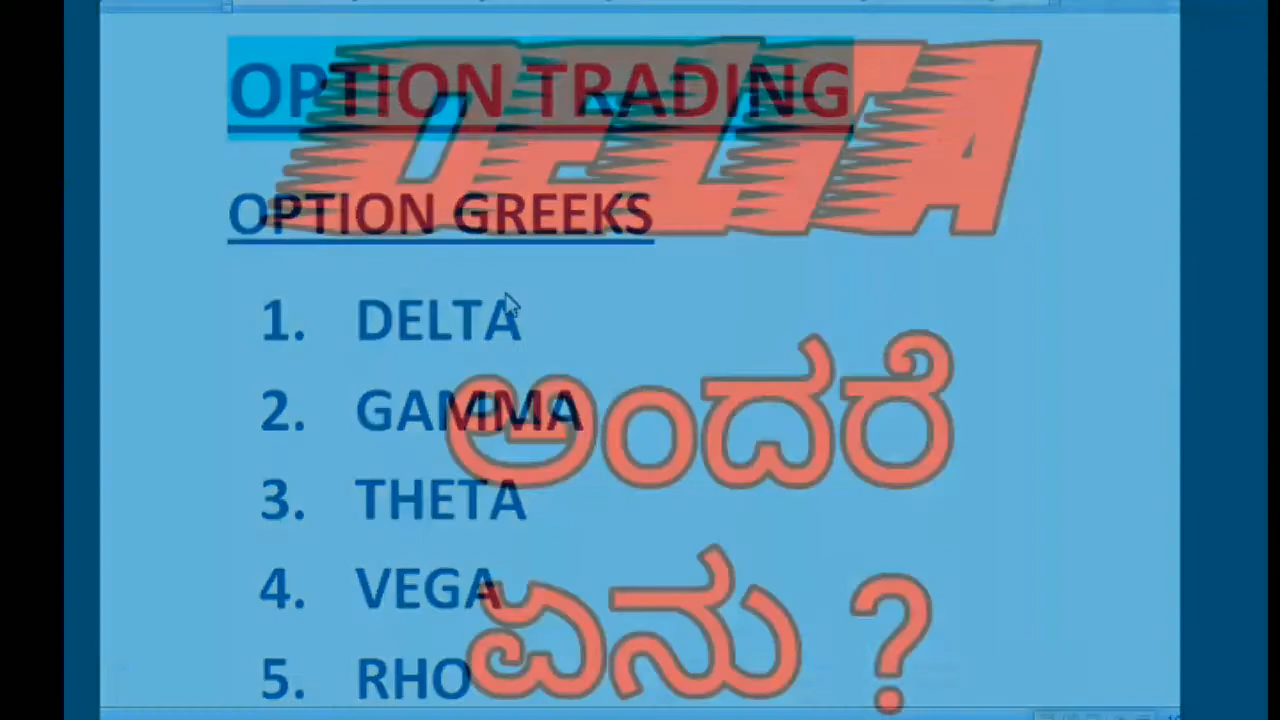 OPTION TRADING
DELTA
OPTION GREEKS
1. DELTA
2. GAMMA
3. THETA
4. VEGA
5. RHO
ಅಂದರೆ
ಏನು ?